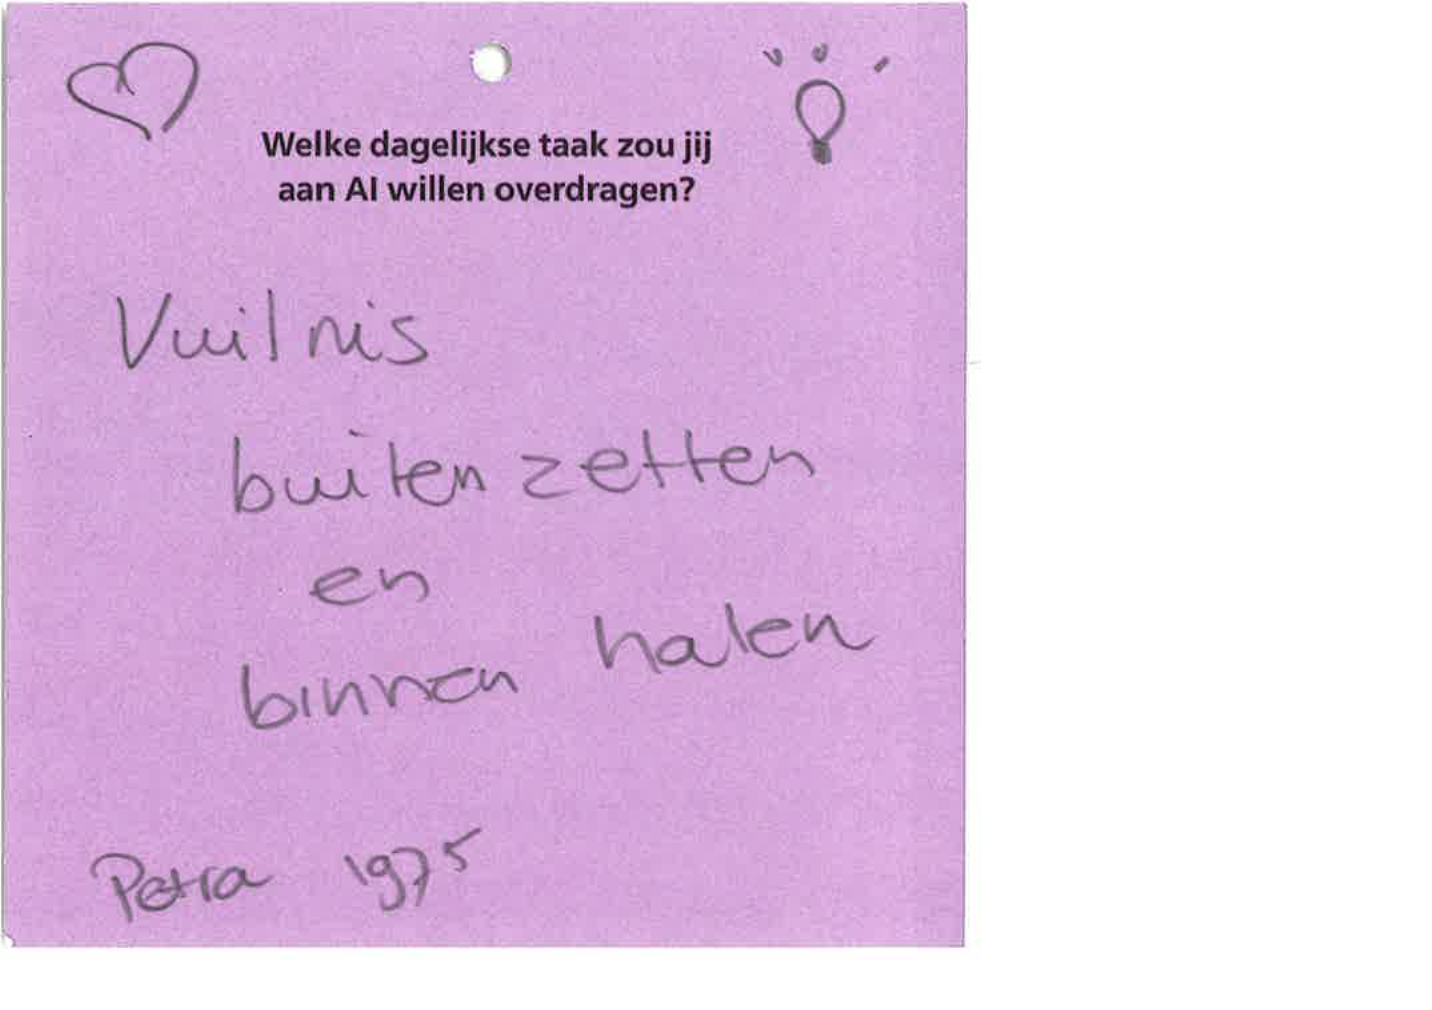 Welke dagelijkse taak zou jij
aan AI willen overdragen?
Vuilnis
buiten zetten
en
binnen halen
Petra 1975